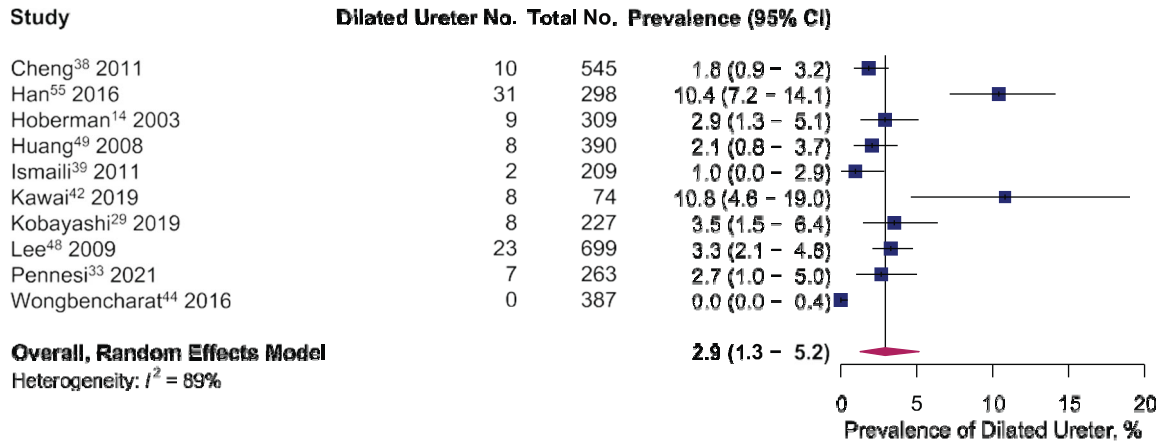 Study Dilated Ureter No. Total No. Prevalence (95% CI)
Cheng³⁸ 2011 10 545 1.8 (0.9 – 3.2)
Han⁵⁵ 2016 31 298 10.4 (7.2 – 14.1)
Hoberman¹⁴ 2003 9 309 2.9 (1.3 – 5.1)
Huang⁴⁹ 2008 8 390 2.1 (0.8 – 3.7)
Ismaili³⁹ 2011 2 209 1.0 (0.0 – 2.9)
Kawai⁴² 2019 8 74 10.8 (4.6 – 19.0)
Kobayashi²⁹ 2019 8 227 3.5 (1.5 – 6.4)
Lee⁴⁸ 2009 23 699 3.3 (2.1 – 4.8)
Pennesi³³ 2021 7 263 2.7 (1.0 – 5.0)
Wongbencharat⁴⁴ 2016 0 387 0.0 (0.0 – 0.4)
Overall, Random Effects Model 2.9 (1.3 – 5.2)
Heterogeneity: I² = 89%
0 5 10 15 20
Prevalence of Dilated Ureter, %